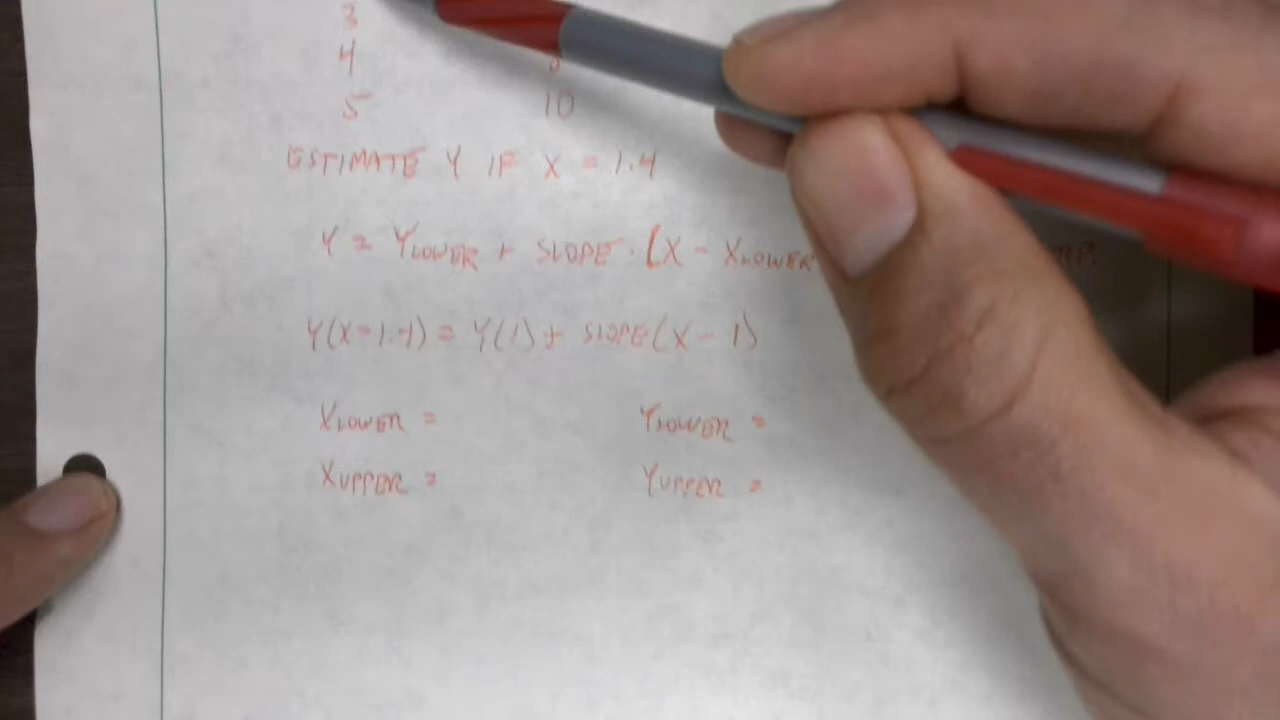 3
4 8
5 10
ESTIMATE Y IF X = 1.4
Y = YLOWER + SLOPE · (X - XLOWER
Y(X=1.4) = Y(1) + SLOPE(X - 1)
XLOWER = YLOWER =
XUPPER = YUPPER =